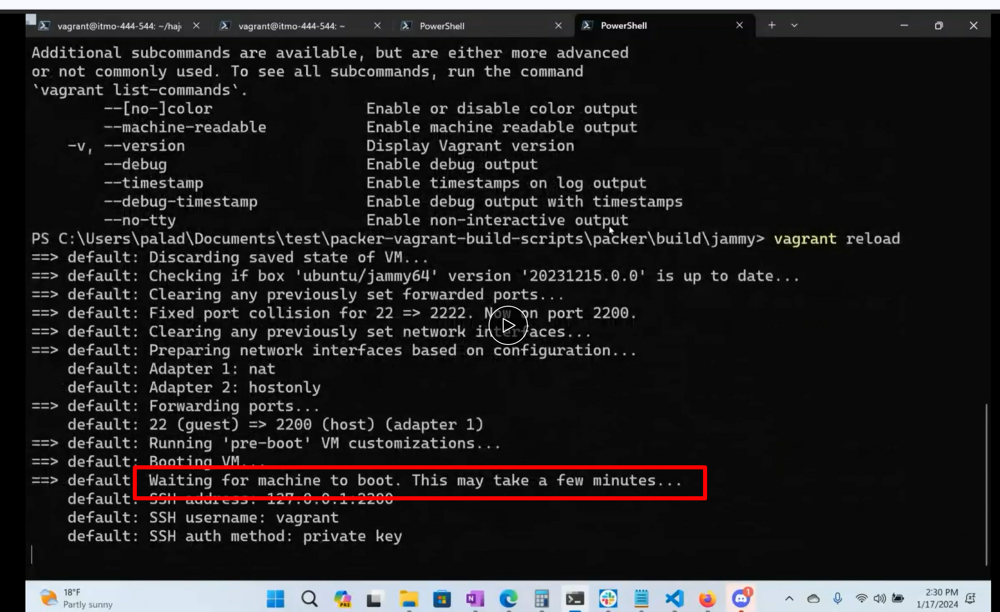 vagrant@itmo-444-544: ~/haj
vagrant@itmo-444-544: ~
PowerShell
PowerShell
Additional subcommands are available, but are either more advanced
or not commonly used. To see all subcommands, run the command
`vagrant list-commands`.
--[no-]color Enable or disable color output
--machine-readable Enable machine readable output
-v, --version Display Vagrant version
--debug Enable debug output
--timestamp Enable timestamps on log output
--debug-timestamp Enable debug output with timestamps
--no-tty Enable non-interactive output
PS C:\Users\palad\Documents\test\packer-vagrant-build-scripts\packer\build\jammy> vagrant reload
==> default: Discarding saved state of VM...
==> default: Checking if box 'ubuntu/jammy64' version '20231215.0.0' is up to date...
==> default: Clearing any previously set forwarded ports...
==> default: Fixed port collision for 22 => 2222. Now on port 2200.
==> default: Clearing any previously set network interfaces...
==> default: Preparing network interfaces based on configuration...
default: Adapter 1: nat
default: Adapter 2: hostonly
==> default: Forwarding ports...
default: 22 (guest) => 2200 (host) (adapter 1)
==> default: Running 'pre-boot' VM customizations...
==> default: Booting VM...
==> default: Waiting for machine to boot. This may take a few minutes...
default: SSH address: 127.0.0.1:2200
default: SSH username: vagrant
default: SSH auth method: private key
18°F
Partly sunny
PRE
N
1
2:30 PM
1/17/2024